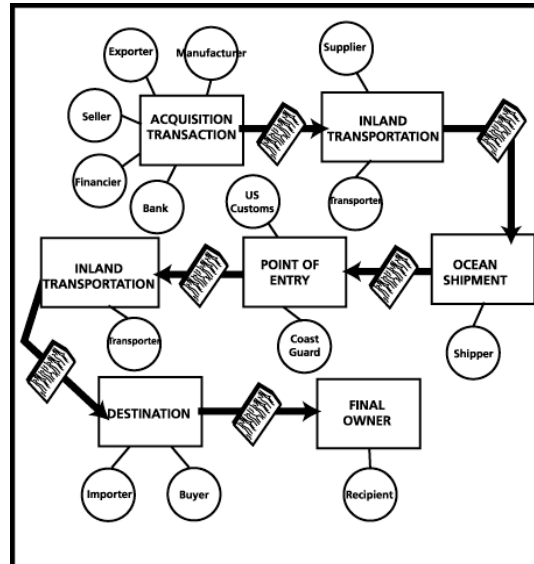 Exporter
Manufacturer
Supplier
Seller
ACQUISITION
TRANSACTION
INLAND
TRANSPORTATION
Financier
Bank
US
Customs
Transporter
INLAND
TRANSPORTATION
POINT OF
ENTRY
OCEAN
SHIPMENT
Transporter
Coast
Guard
Shipper
DESTINATION
FINAL
OWNER
Importer
Buyer
Recipient